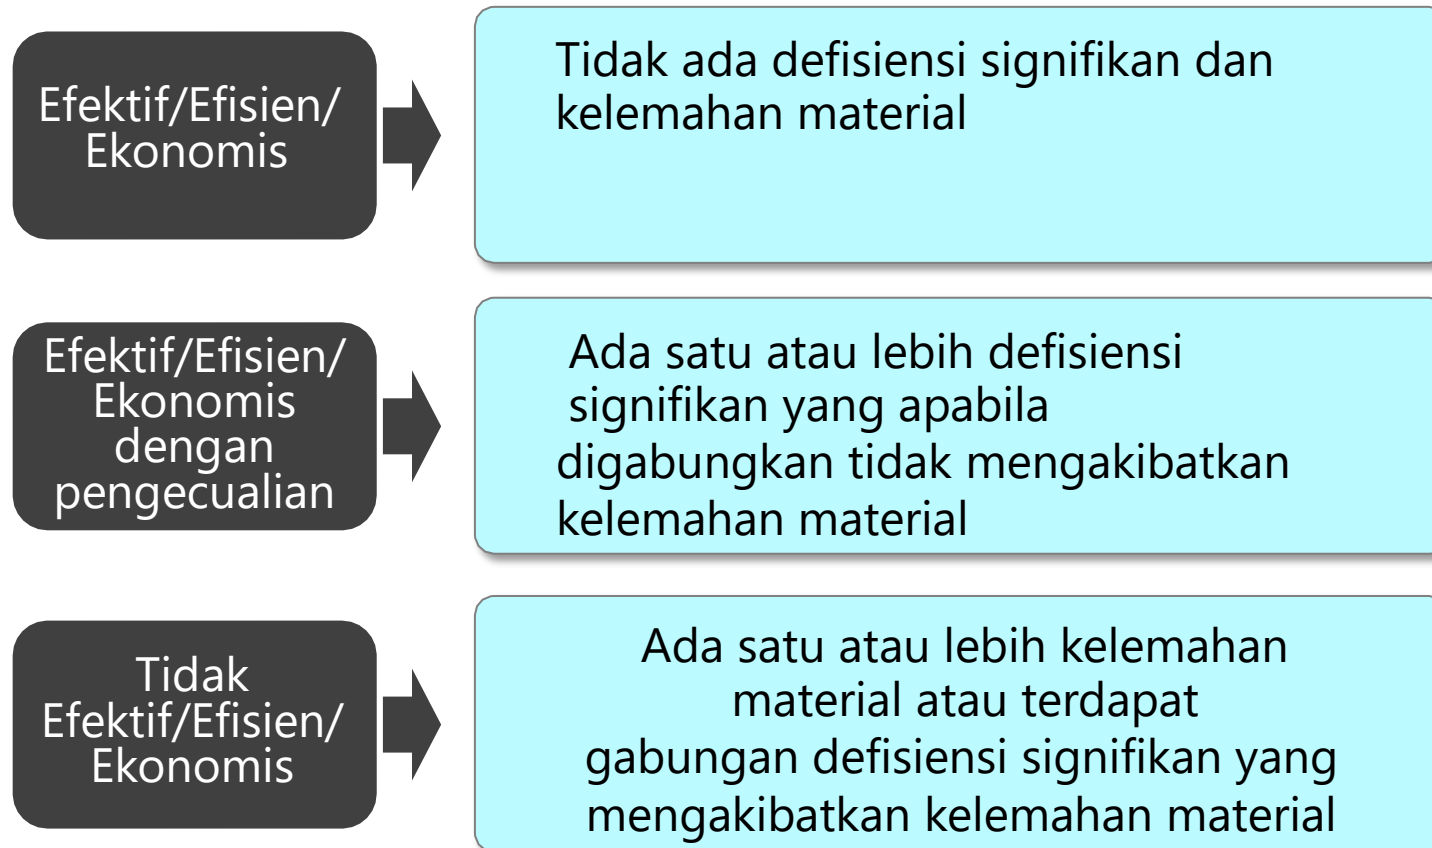 Efektif/Efisien/
Ekonomis
Tidak ada defisiensi signifikan dan
kelemahan material
Efektif/Efisien/
Ekonomis
dengan
pengecualian
Ada satu atau lebih defisiensi
signifikan yang apabila
digabungkan tidak mengakibatkan
kelemahan material
Tidak
Efektif/Efisien/
Ekonomis
Ada satu atau lebih kelemahan
material atau terdapat
gabungan defisiensi signifikan yang
mengakibatkan kelemahan material